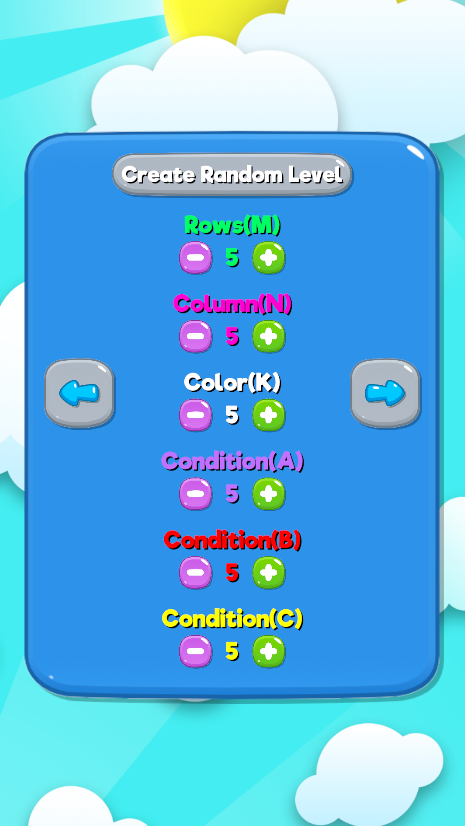 Create Random Level
Rows(M)
5
Column(N)
5
Color(K)
5
Condition(A)
5
Condition(B)
5
Condition(C)
5